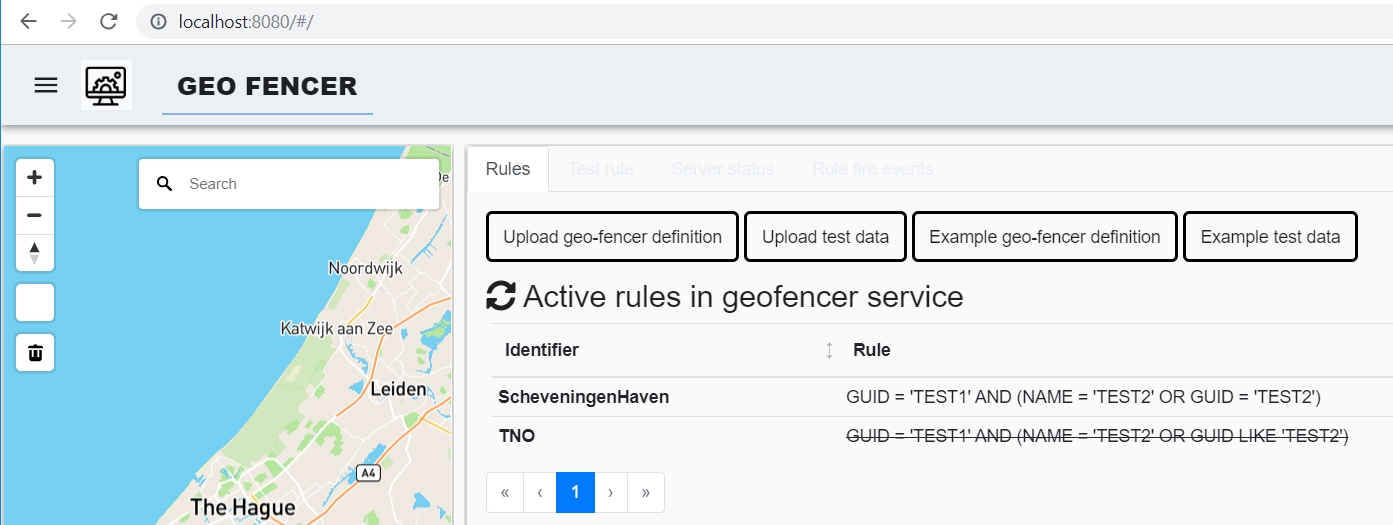 localhost:8080/#/
GEO FENCER
Search
De
Noordwijk
Katwijk aan Zee
Leiden
A4
The Hague
Rules Test rule Server status Rule fire events
Upload geo-fencer definition Upload test data Example geo-fencer definition Example test data
Active rules in geofencer service
Identifier Rule
ScheveningenHaven GUID = 'TEST1' AND (NAME = 'TEST2' OR GUID = 'TEST2')
TNO GUID = 'TEST1' AND (NAME = 'TEST2' OR GUID LIKE 'TEST2')
« ‹ 1 › »